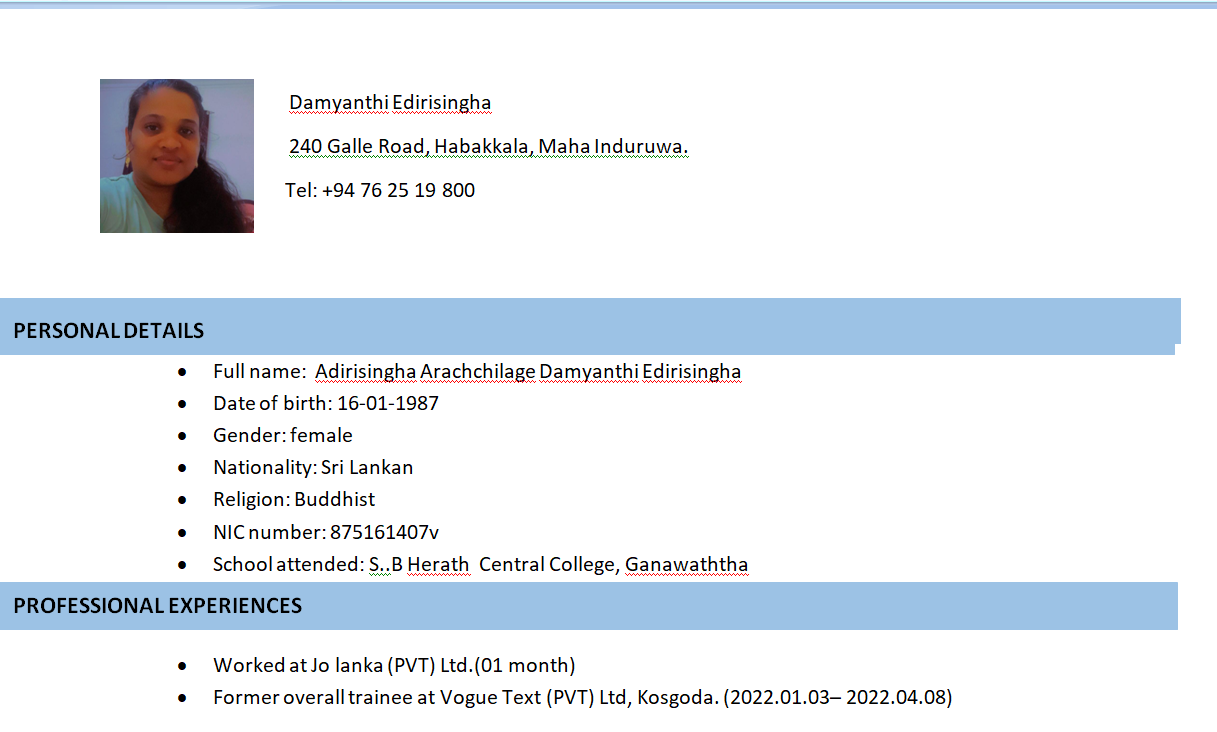 Damyanthi Edirisingha
240 Galle Road, Habakkala, Maha Induruwa.
Tel: +94 76 25 19 800
PERSONAL DETAILS
• Full name: Adirisingha Arachchilage Damyanthi Edirisingha
• Date of birth: 16-01-1987
• Gender: female
• Nationality: Sri Lankan
• Religion: Buddhist
• NIC number: 875161407v
• School attended: S..B Herath Central College, Ganawaththa
PROFESSIONAL EXPERIENCES
• Worked at Jo lanka (PVT) Ltd.(01 month)
• Former overall trainee at Vogue Text (PVT) Ltd, Kosgoda. (2022.01.03– 2022.04.08)